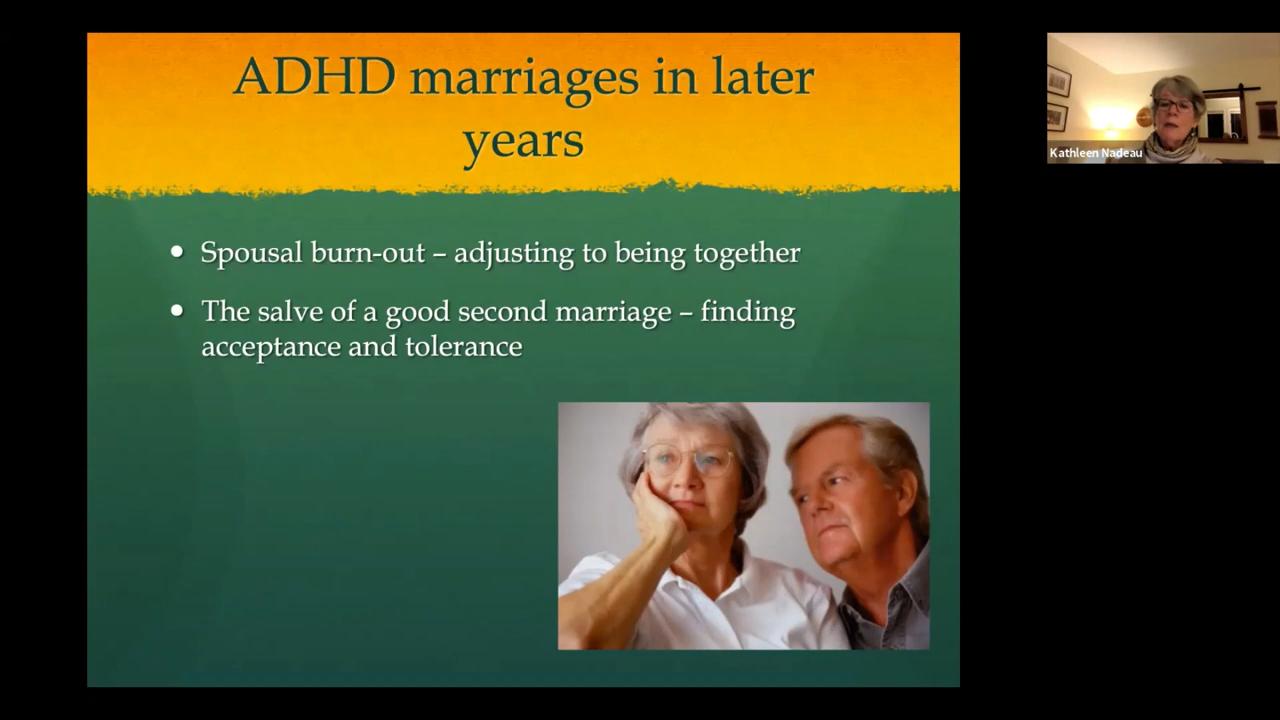 ADHD marriages in later
years
• Spousal burn-out – adjusting to being together
• The salve of a good second marriage – finding
acceptance and tolerance
Kathleen Nadeau